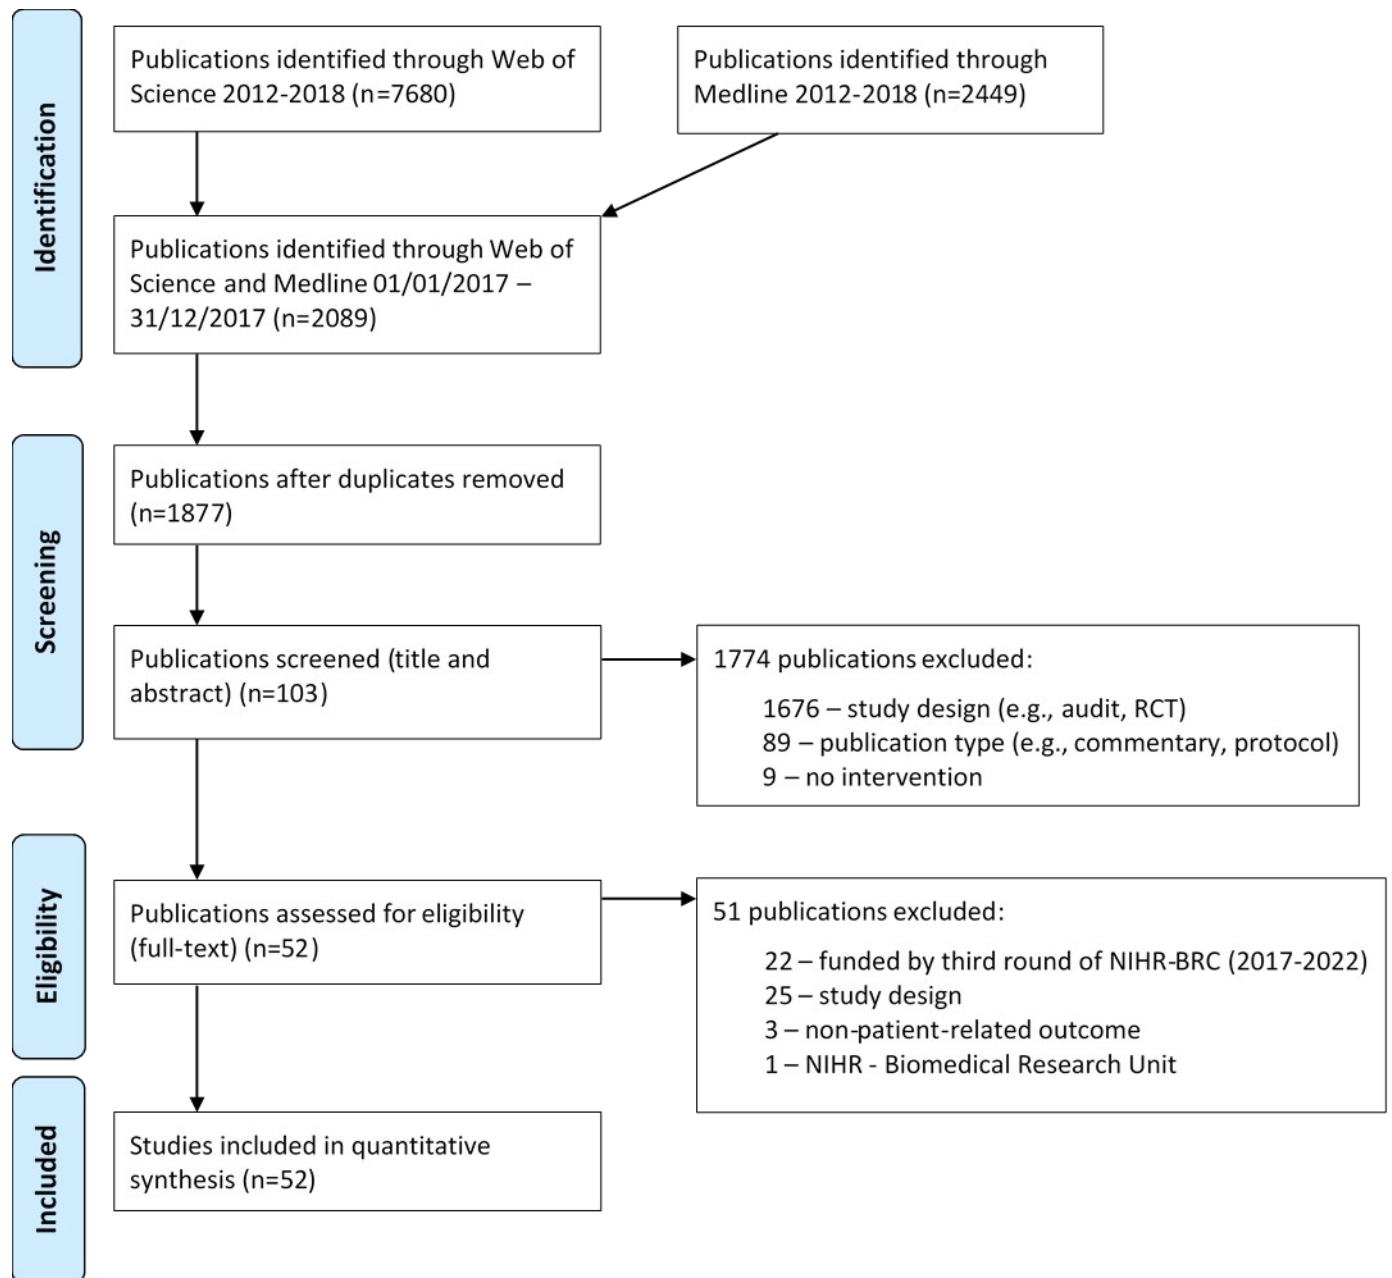 Identification
Publications identified through Web of
Science 2012-2018 (n=7680)
Publications identified through
Medline 2012-2018 (n=2449)
Publications identified through Web of
Science and Medline 01/01/2017 –
31/12/2017 (n=2089)
Screening
Publications after duplicates removed
(n=1877)
Publications screened (title and
abstract) (n=103)
1774 publications excluded:
1676 – study design (e.g., audit, RCT)
89 – publication type (e.g., commentary, protocol)
9 – no intervention
Eligibility
Publications assessed for eligibility
(full-text) (n=52)
51 publications excluded:
22 – funded by third round of NIHR-BRC (2017-2022)
25 – study design
3 – non-patient-related outcome
1 – NIHR - Biomedical Research Unit
Included
Studies included in quantitative
synthesis (n=52)